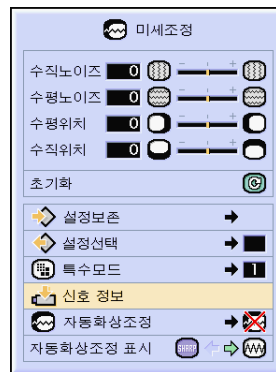 미세조정
수직노이즈 0 - +
수평노이즈 0 - +
수평위치 0 - +
수직위치 0 - +
초기화
설정보존
설정선택
특수모드 1
신호 정보
자동화상조정
자동화상조정 표시 SHARP